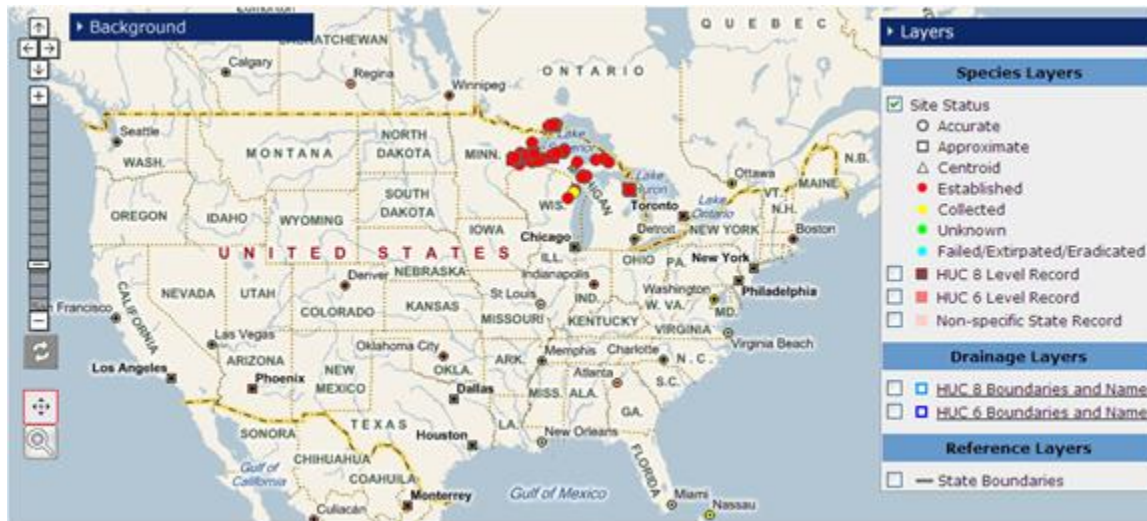 Edmonton
Background
SASKATCHEWAN
QUEBEC
Layers
Calgary
Regina
Winnipeg
ONTARIO
Species Layers
Site Status
Accurate
Approximate
Centroid
Established
Collected
Unknown
Failed/Extirpated/Eradicated
HUC 8 Level Record
HUC 6 Level Record
Non-specific State Record
Drainage Layers
HUC 8 Boundaries and Name
HUC 6 Boundaries and Name
Reference Layers
State Boundaries
Seattle
WASH.
MONTANA
NORTH DAKOTA
MINN.
Lake
Ottawa
N.B.
MAINE
VT.
N.H.
OREGON
IDAHO
WYOMING
SOUTH DAKOTA
WIS.
MICHIGAN
Lake Huron
Toronto
Lake Ontario
Detroit
NEW YORK
Boston
IOWA
Chicago
UNITED STATES
NEBRASKA
ILL.
OHIO
PA.
New York
Indianapolis
IND.
Washington
Philadelphia
NEVADA
UTAH
Denver
COLORADO
KANSAS
St Louis
MISSOURI
KENTUCKY
W. VA.
MD.
VIRGINIA
Virginia Beach
San Francisco
CALIFORNIA
Las Vegas
Los Angeles
ARIZONA
Phoenix
NEW MEXICO
Oklahoma City
OKLA.
ARK.
Memphis
Charlotte
N. C.
Atlanta
S.C.
Dallas
MISS.
ALA.
GA.
TEXAS
LA.
Houston
New Orleans
FLORIDA
SONORA
CHIHUAHUA
COAHUILA
Gulf of California
Gulf of Mexico
Monterrey
Culiacán
Miami
Nassau